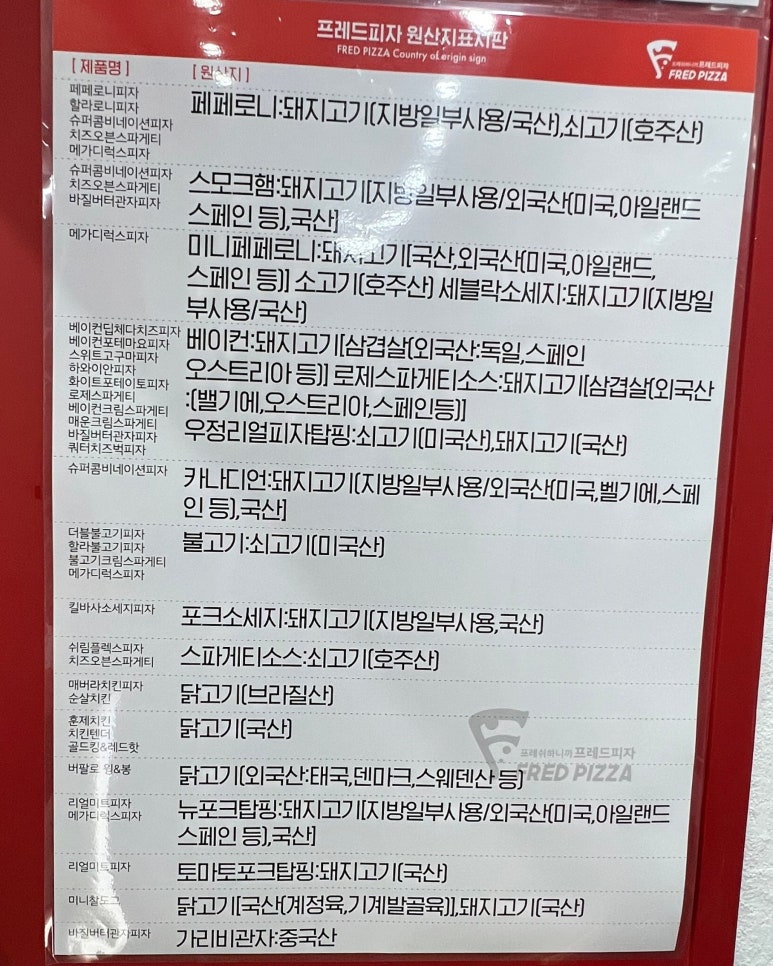 프레드피자 원산지표시판
FRED PIZZA Country of origin sign
프레쉬하니까 프레드피자
FRED PIZZA
[ 제품명 ]
[ 원산지 ]
페페로니피자
할라로니피자
슈퍼콤비네이션피자
치즈오븐스파게티
메가디럭스피자
페페로니:돼지고기(지방일부사용/국산),쇠고기(호주산)
슈퍼콤비네이션피자
치즈오븐스파게티
바질버터관자피자
스모크햄:돼지고기[지방일부사용/외국산(미국,아일랜드
스페인 등),국산]
메가디럭스피자
미니페페로니:돼지고기[국산,외국산(미국,아일랜드,
스페인 등)] 소고기(호주산) 세블락소세지:돼지고기(지방일
부사용/국산)
베이컨딥체다치즈피자
베이컨포테마요피자
스위트고구마피자
하와이안피자
화이트포테이토피자
로제스파게티
베이컨크림스파게티
매운크림스파게티
바질버터관자피자
쿼터치즈벅피자
베이컨:돼지고기[삼겹살(외국산:독일,스페인
오스트리아 등)] 로제스파게티소스:돼지고기[삼겹살(외국산
:(밸기에,오스트리아,스페인등)]
우정리얼피자탑핑:쇠고기(미국산),돼지고기(국산)
슈퍼콤비네이션피자
카나디언:돼지고기[지방일부사용/외국산(미국,벨기에,스페
인 등),국산]
더블불고기피자
할라불고기피자
불고기크림스파게티
메가디럭스피자
불고기:쇠고기(미국산)
킬바사소세지피자
포크소세지:돼지고기(지방일부사용,국산)
쉬림플렉스피자
치즈오븐스파게티
스파게티소스:쇠고기(호주산)
매버라치킨피자
순살치킨
닭고기(브라질산)
훈제치킨
치킨텐더
골드킹&레드핫
닭고기(국산)
버팔로 윙&봉
닭고기(외국산:태국,덴마크,스웨덴산 등)
프레쉬하니까 프레드피자
FRED PIZZA
리얼미트피자
메가디럭스피자
뉴포크탑핑:돼지고기[지방일부사용/외국산(미국,아일랜드
스페인 등),국산]
리얼미트피자
토마토포크탑핑:돼지고기(국산)
미니찰도그
닭고기[국산(계정육,기계발골육)],돼지고기(국산)
바질버터관자피자
가리비관자:중국산